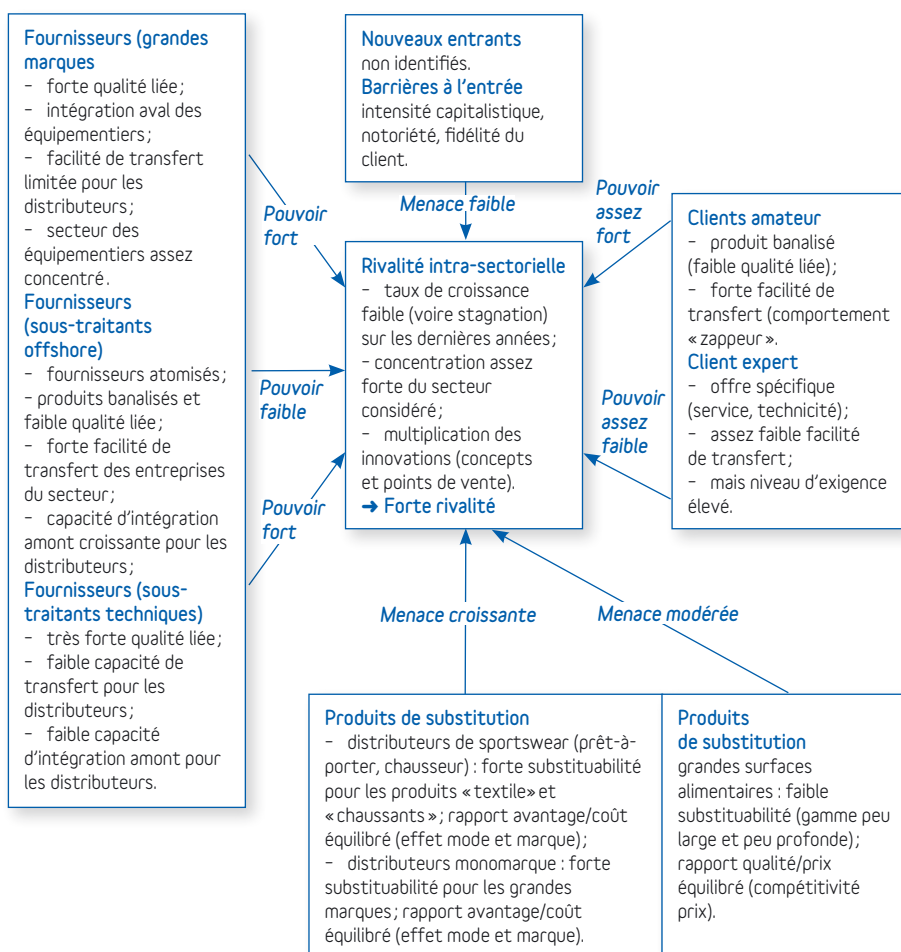 Fournisseurs (grandes
marques
- forte qualité liée;
- intégration aval des
équipementiers;
- facilité de transfert
limitée pour les
distributeurs;
- secteur des
équipementiers assez
concentré.
Fournisseurs
(sous-traitants
offshore)
- fournisseurs atomisés;
- produits banalisés et
faible qualité liée;
- forte facilité de
transfert des entreprises
du secteur;
- capacité d'intégration
amont croissante pour les
distributeurs;
Fournisseurs (sous-
traitants techniques)
- très forte qualité liée;
- faible capacité de
transfert pour les
distributeurs;
- faible capacité
d'intégration amont pour
les distributeurs.
Pouvoir
fort
Pouvoir
faible
Pouvoir
fort
Nouveaux entrants
non identifiés.
Barrières à l'entrée
intensité capitalistique,
notoriété, fidélité du
client.
Menace faible
Rivalité intra-sectorielle
- taux de croissance
faible (voire stagnation)
sur les dernières années;
- concentration assez
forte du secteur
considéré;
- multiplication des
innovations (concepts
et points de vente).
➜ Forte rivalité
Pouvoir
assez
fort
Pouvoir
assez
faible
Clients amateur
- produit banalisé
(faible qualité liée);
- forte facilité de
transfert (comportement
« zappeur ».
Client expert
- offre spécifique
(service, technicité);
- assez faible facilité
de transfert;
- mais niveau d'exigence
élevé.
Menace croissante
Menace modérée
Produits de substitution
- distributeurs de sportswear (prêt-à-
porter, chausseur) : forte substituabilité
pour les produits « textile» et
« chaussants » ; rapport avantage/coût
équilibré (effet mode et marque);
- distributeurs monomarque : forte
substituabilité pour les grandes
marques; rapport avantage/coût
équilibré (effet mode et marque).
Produits
de substitution
grandes surfaces
alimentaires : faible
substituabilité (gamme peu
large et peu profonde);
rapport qualité/prix
équilibré (compétitivité
prix).